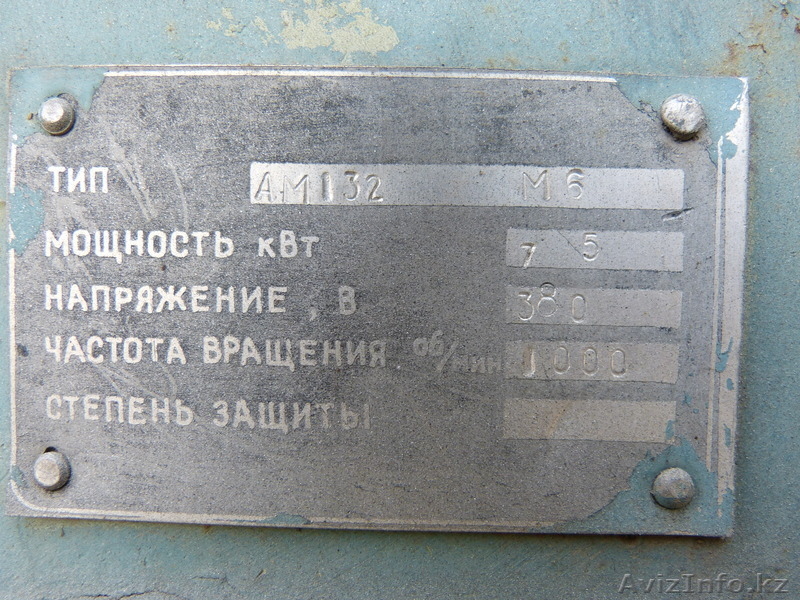 ТИП АМ132 М6
МОЩНОСТЬ кВт 7 5
НАПРЯЖЕНИЕ, В 380
ЧАСТОТА ВРАЩЕНИЯ об/мин 1000
СТЕПЕНЬ ЗАЩИТЫ
AvizInfo.kz